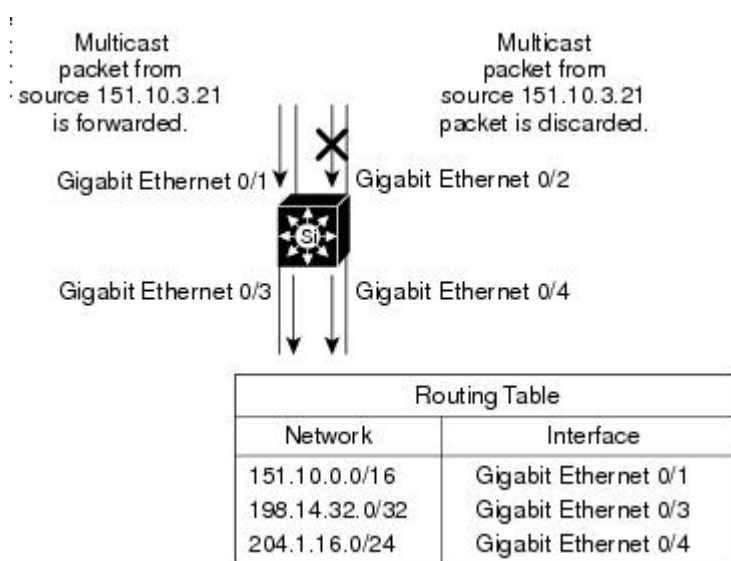 Multicast
packet from
source 151.10.3.21
is forwarded.
Multicast
packet from
source 151.10.3.21
packet is discarded.
Gigabit Ethernet 0/1
Gigabit Ethernet 0/2
Si
Gigabit Ethernet 0/3
Gigabit Ethernet 0/4
Routing Table
Network Interface
151.10.0.0/16 Gigabit Ethernet 0/1
198.14.32.0/32 Gigabit Ethernet 0/3
204.1.16.0/24 Gigabit Ethernet 0/4